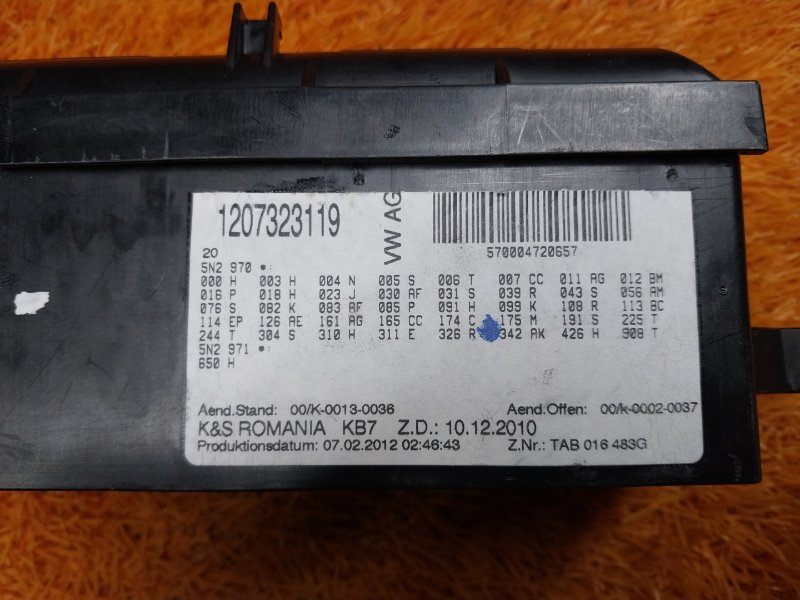 1207323119
VW AG
570004720657
20
5N2 970 *:
000 H 003 H 004 N 005 S 006 T 007 CC 011 AG 012 BM
016 P 018 H 023 J 030 AF 031 S 039 R 043 S 056 AM
076 S 082 K 083 AF 085 P 091 H 099 K 108 R 113 BC
114 EP 126 AE 161 AG 165 CC 174 C 175 M 191 S 225 T
244 T 304 S 310 H 311 E 326 R 342 AK 426 H 908 T
5N2 971 *:
650 H
Aend.Stand: 00/K-0013-0036 Aend.Offen: 00/k-0002-0037
K&S ROMANIA KB7 Z.D.: 10.12.2010
Produktionsdatum: 07.02.2012 02:46:43 Z.Nr.: TAB 016 483G